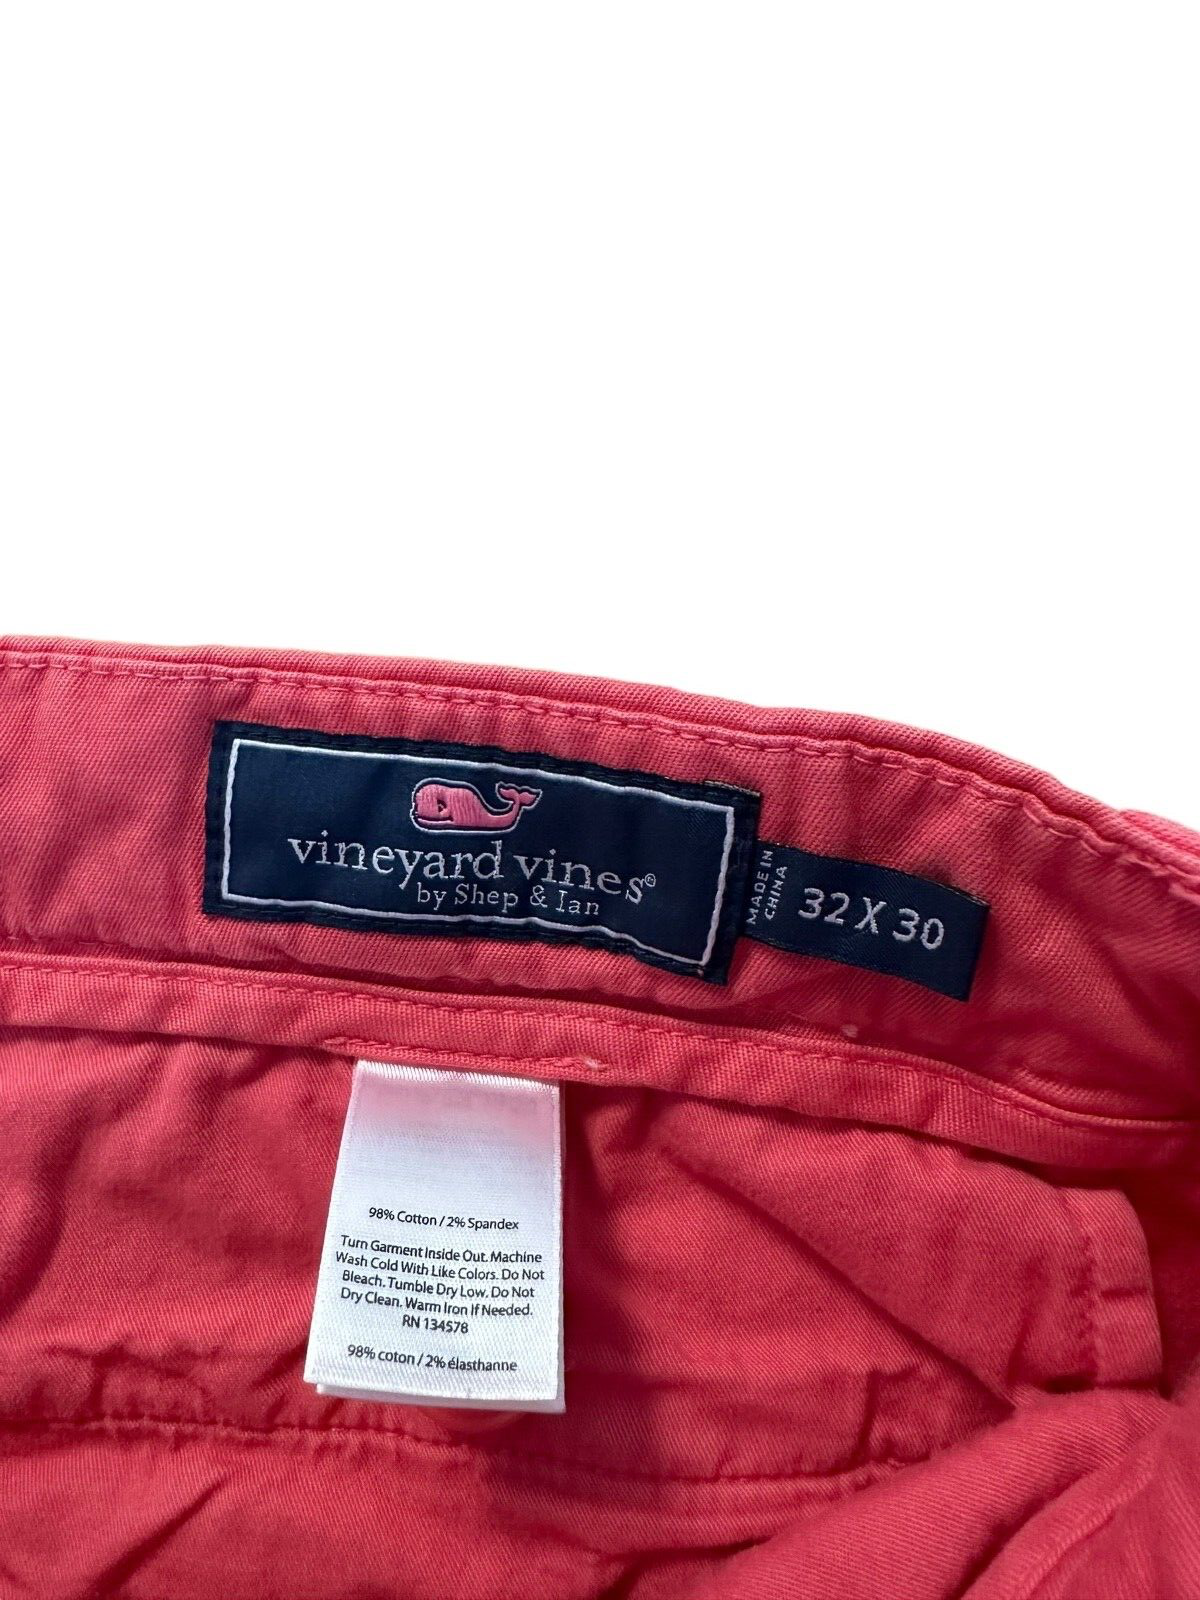 vineyard vines®
by Shep & Ian
MADE IN
CHINA
32 X 30
98% Cotton / 2% Spandex
Turn Garment Inside Out. Machine
Wash Cold With Like Colors. Do Not
Bleach. Tumble Dry Low. Do Not
Dry Clean. Warm Iron If Needed.
RN 134578
98% coton / 2% élasthanne